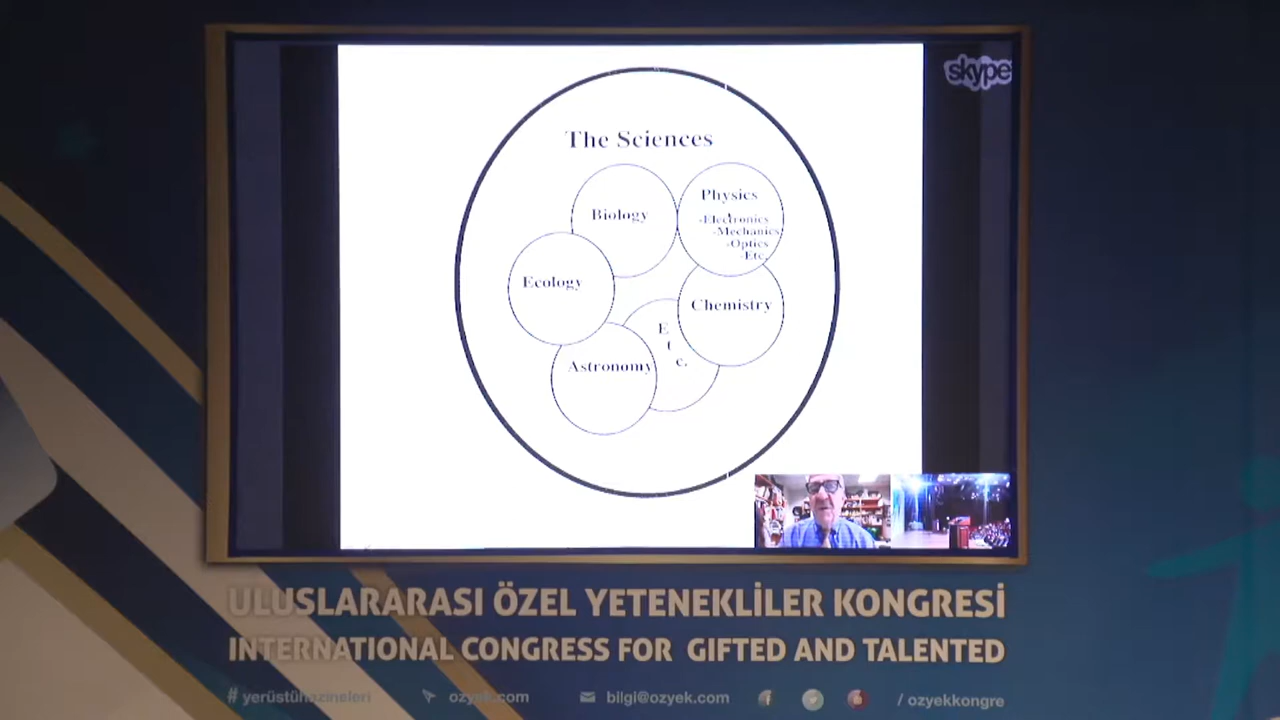 skype
The Sciences
Biology
Physics
-Electronics
-Mechanics
-Optics
-Etc.
Ecology
Chemistry
E
t
c.
Astronomy
ULUSLARARASI ÖZEL YETENEKLİLER KONGRESİ
INTERNATIONAL CONGRESS FOR GIFTED AND TALENTED
# yerüstühazineleri
ozyek.com
bilgi@ozyek.com
/ ozyekkongre